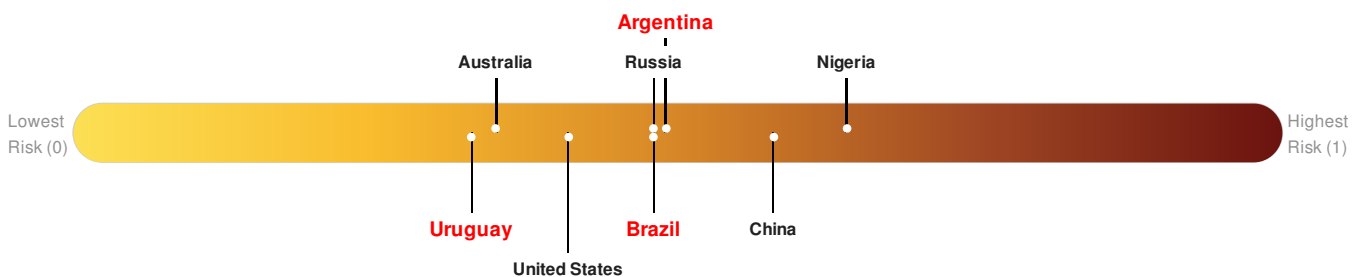 Argentina
Australia
Russia
Nigeria
Lowest
Risk (0)
Highest
Risk (1)
Uruguay
Brazil
China
United States